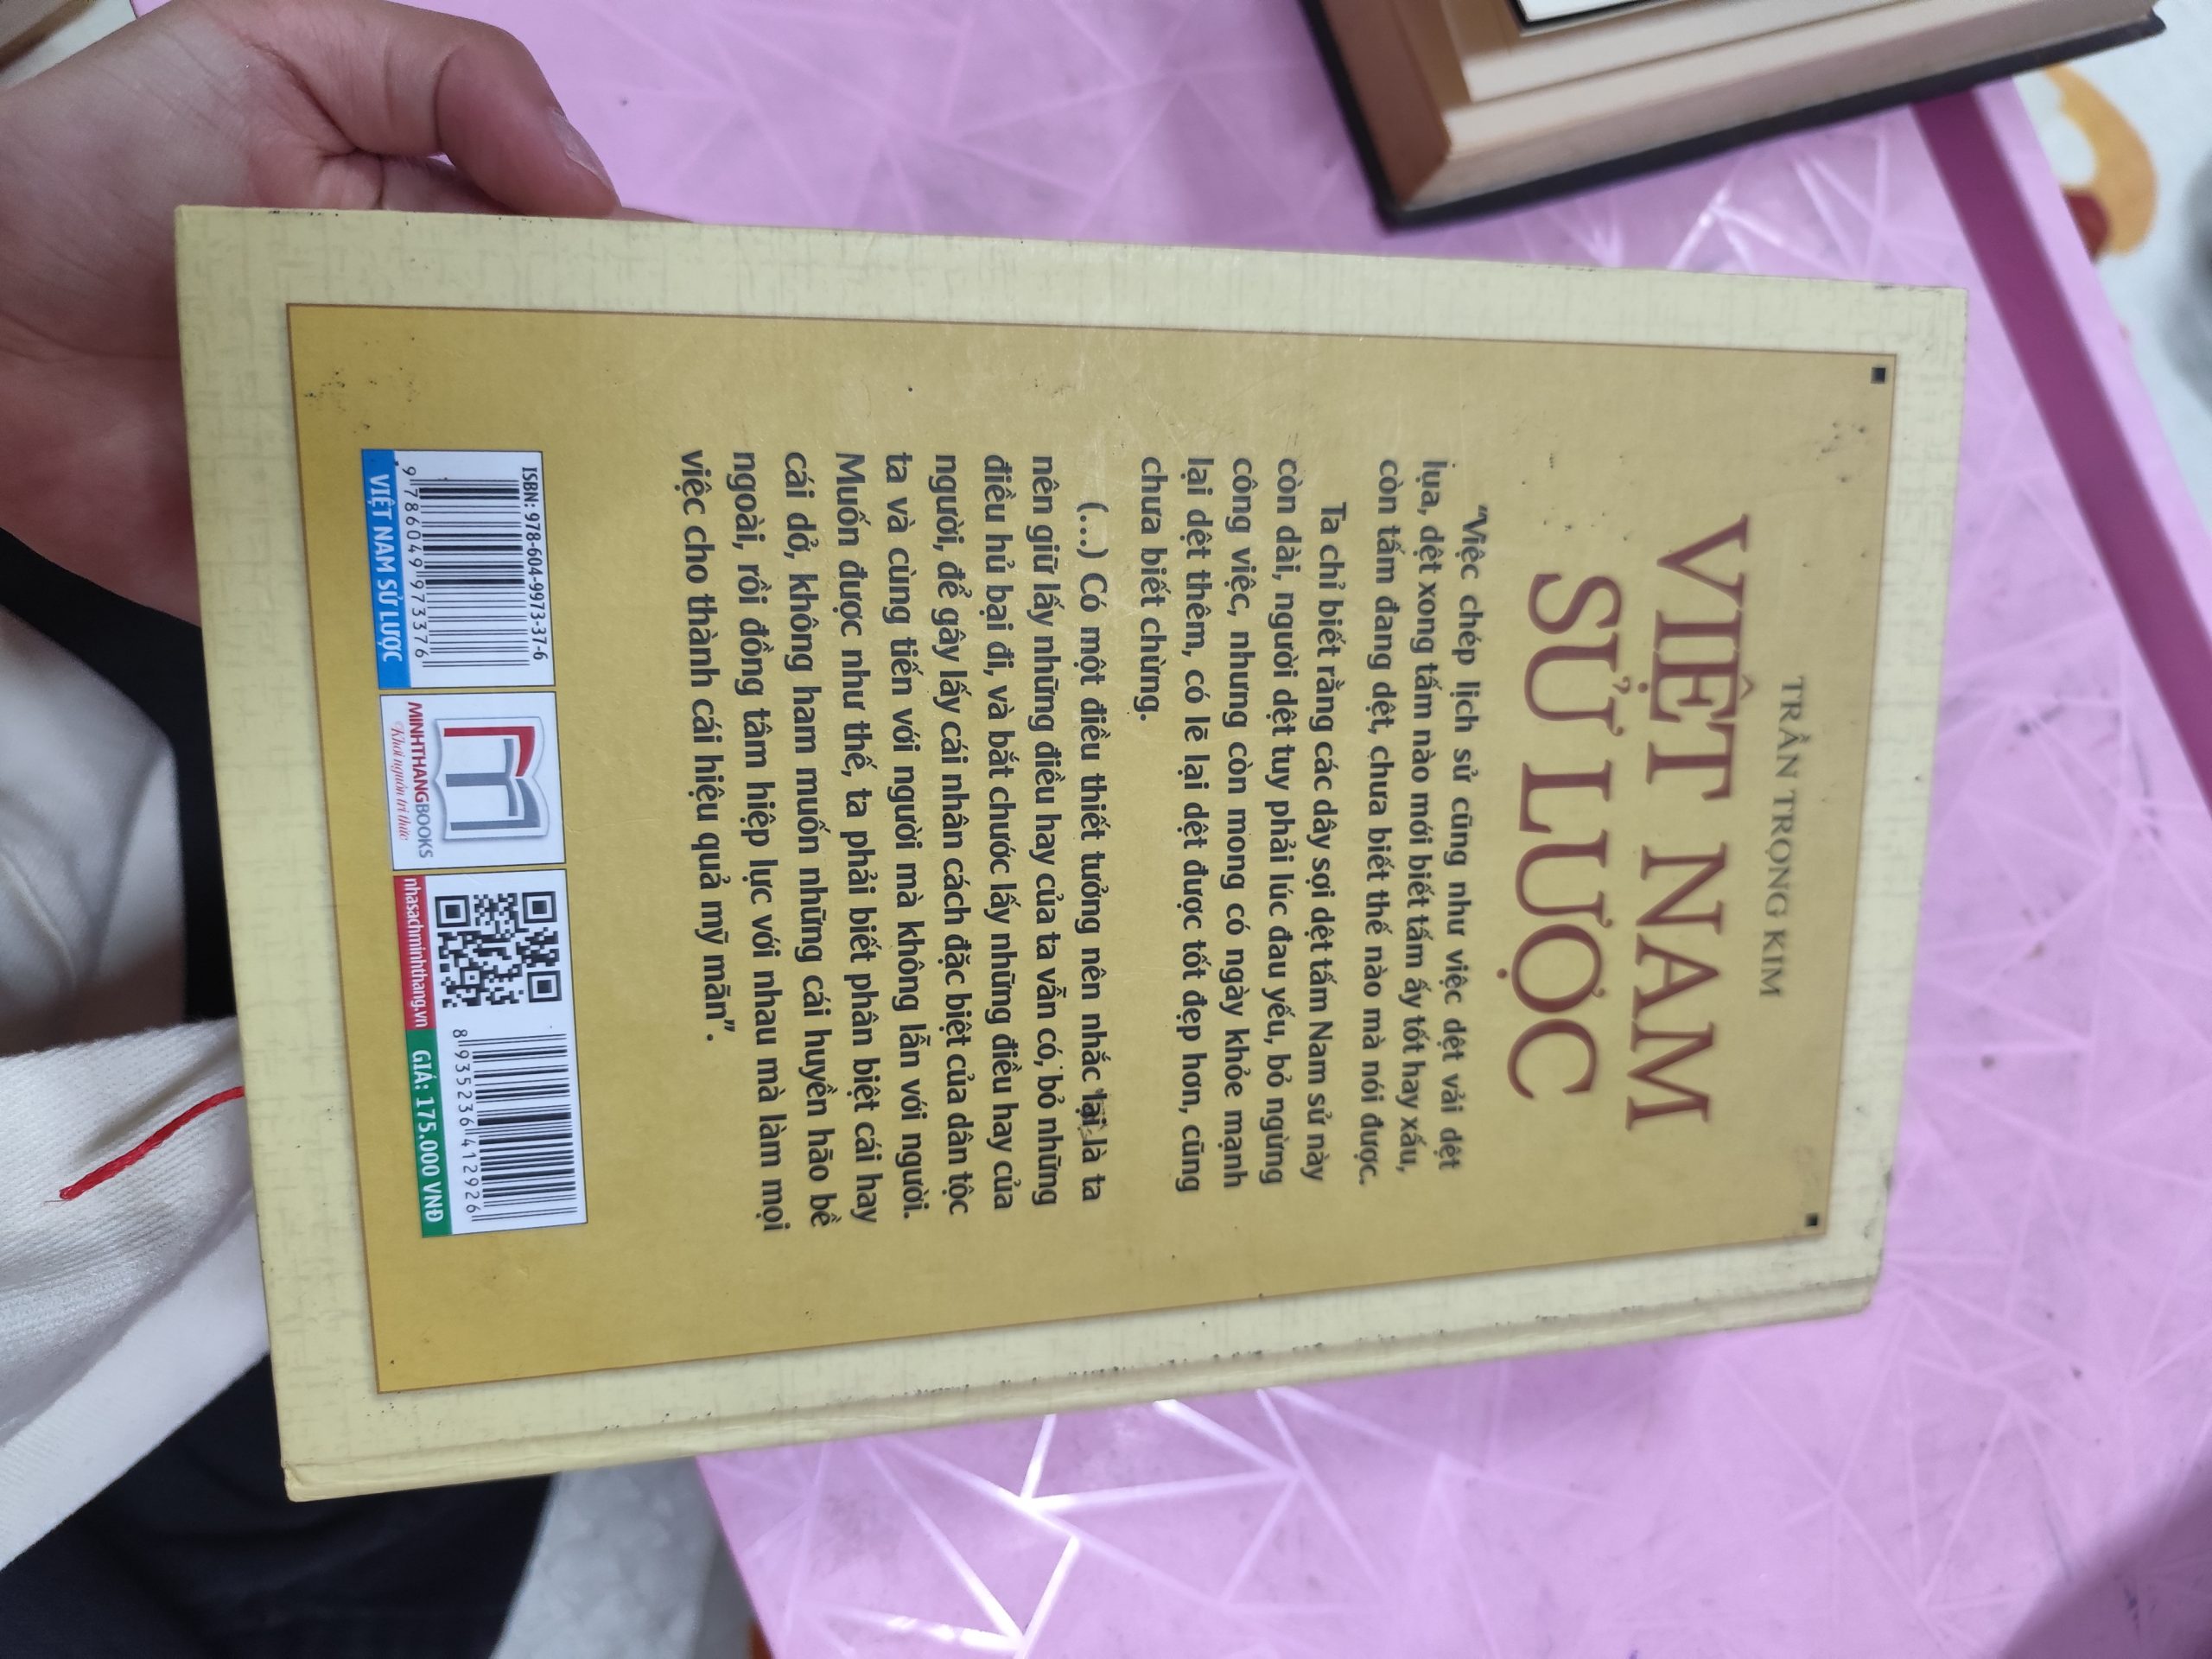 TRẦN TRỌNG KIM
VIỆT NAM
SỬ LƯỢC
“Việc chép lịch sử cũng như việc dệt vải dệt
lụa, dệt xong tấm nào mới biết tấm ấy tốt hay xấu,
còn tấm đang dệt, chưa biết thế nào mà nói được.
Ta chỉ biết rằng các dây sợi dệt tấm Nam sử này
còn dài, người dệt tuy phải lúc đau yếu, bỏ ngừng
công việc, nhưng còn mong có ngày khỏe mạnh
lại dệt thêm, có lẽ lại dệt được tốt đẹp hơn, cũng
chưa biết chừng.
(...) Có một điều thiết tưởng nên nhắc lại là ta
nên giữ lấy những điều hay của ta vẫn có, bỏ những
điều hủ bại đi, và bắt chước lấy những điều hay của
người, để gây lấy cái nhân cách đặc biệt của dân tộc
ta và cùng tiến với người mà không lẫn với người.
Muốn được như thế, ta phải biết phân biệt cái hay
cái dở, không ham muốn những cái huyền hão bề
ngoài, rồi đồng tâm hiệp lực với nhau mà làm mọi
việc cho thành cái hiệu quả mỹ mãn”.
ISBN: 978-604-9973-37-6
9 786049 973376
VIỆT NAM SỬ LƯỢC
MINHTHANGBOOKS
Khơi nguồn tri thức
nhasachminhthang.vn
8 935236 412926
GIÁ: 175.000 VNĐ